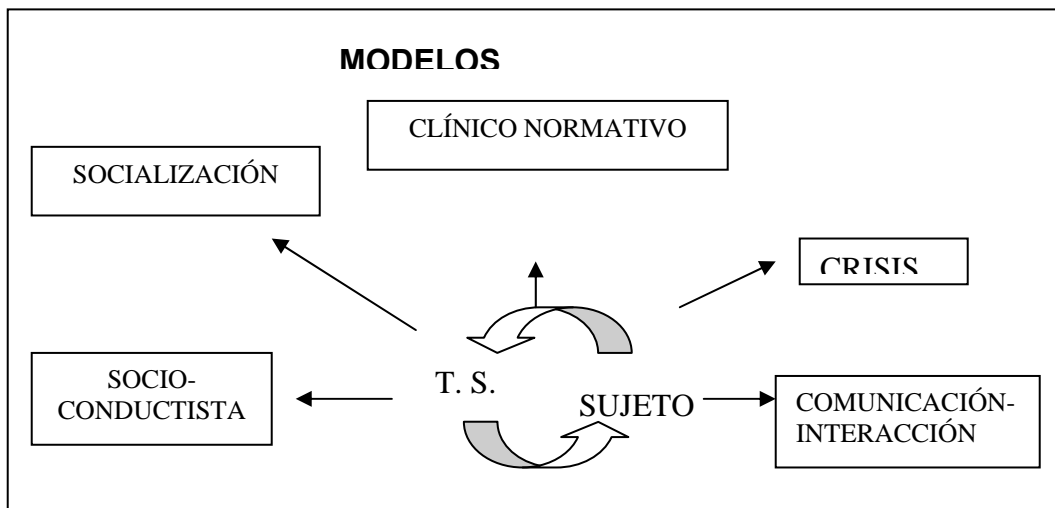 MODELOS
CLÍNICO NORMATIVO
SOCIALIZACIÓN
CRISIS
T. S.
SUJETO
SOCIO-
CONDUCTISTA
COMUNICACIÓN-
INTERACCIÓN